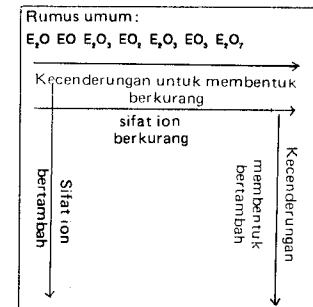 Rumus umum:
E₂O EO E₂O₃ EO₂ E₂O₃ EO₃ E₂O₇
Kecenderungan untuk membentuk
berkurang
sifat ion
berkurang
Sifat ion
bertambah
Kecenderungan
membentuk
bertambah